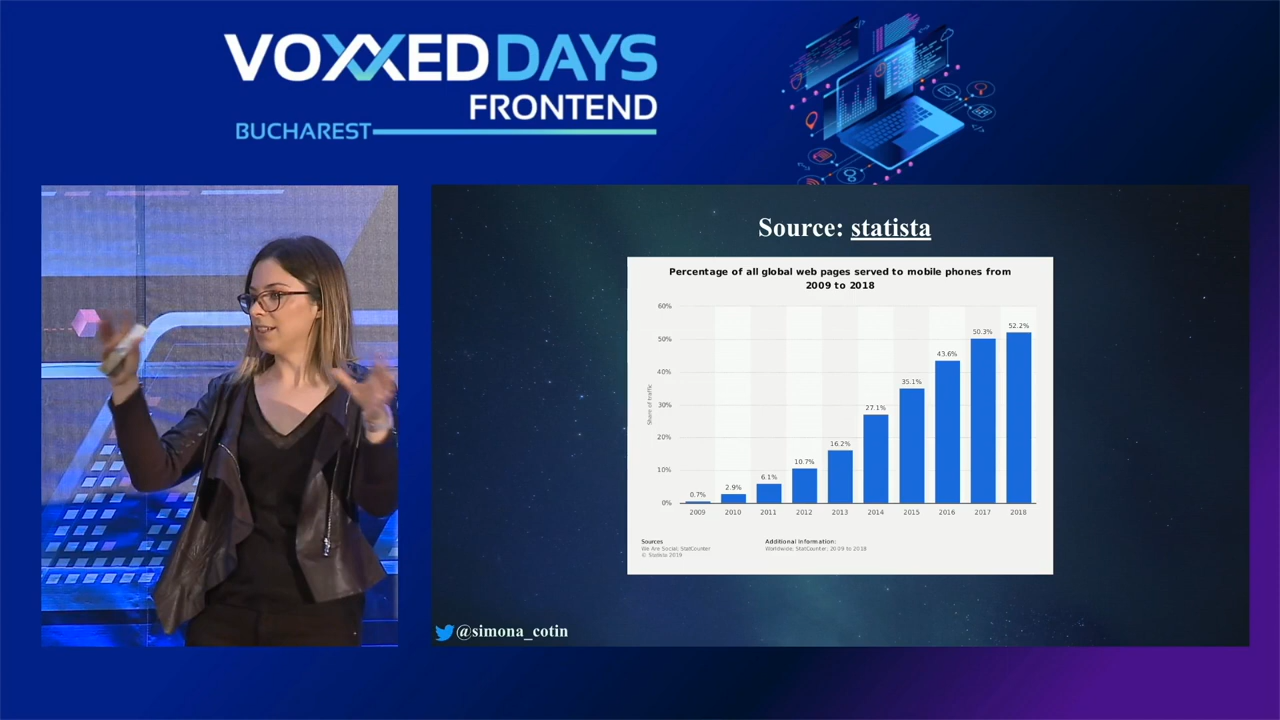 VOXXED DAYS
FRONTEND
BUCHAREST
Source: statista
Percentage of all global web pages served to mobile phones from
2009 to 2018
60%
50%
40%
30%
20%
10%
0%
Share of traffic
0.7%
2.9%
6.1%
10.7%
16.2%
27.1%
35.1%
43.6%
50.3%
52.2%
2009 2010 2011 2012 2013 2014 2015 2016 2017 2018
Sources
We Are Social; StatCounter
© Statista 2019
Additional Information:
Worldwide; StatCounter; 2009 to 2018
@simona_cotin